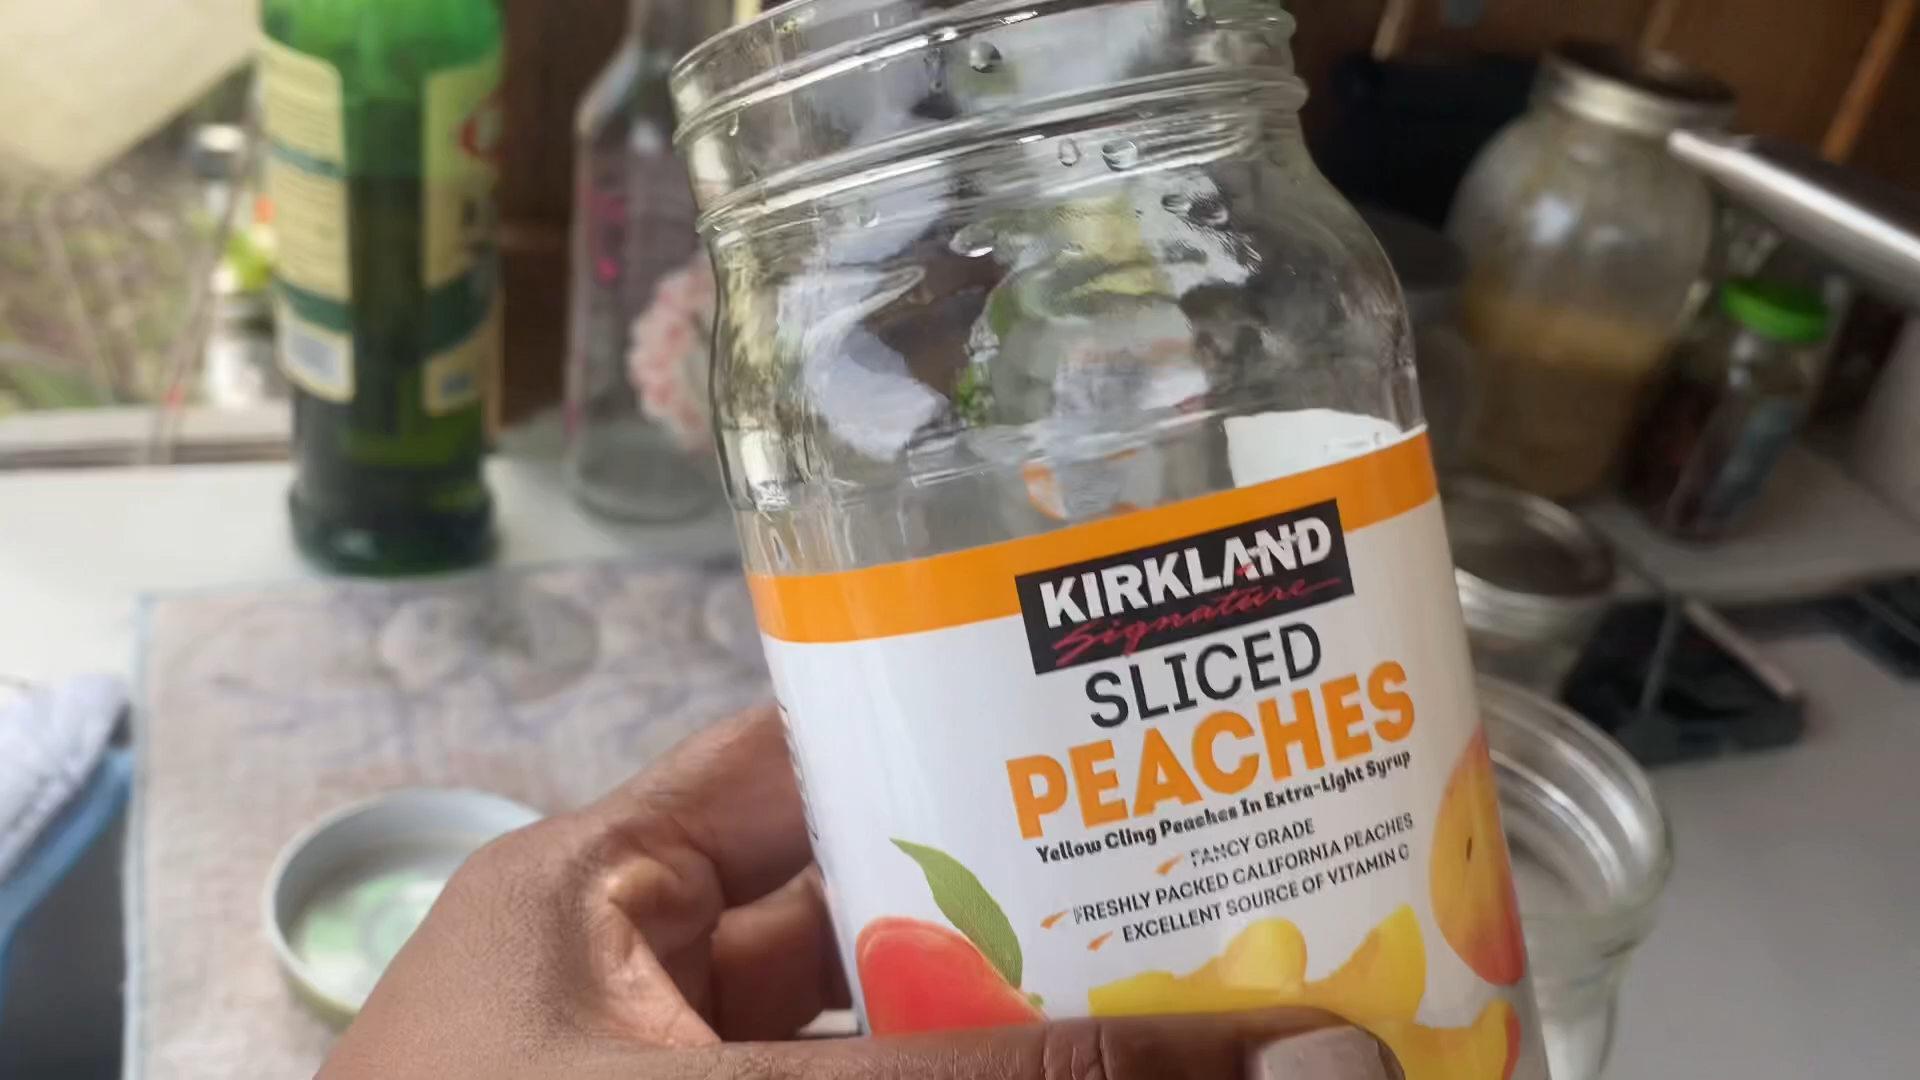 KIRKLAND
Signature
SLICED
PEACHES
Yellow Cling Peaches In Extra-Light Syrup
FANCY GRADE
FRESHLY PACKED CALIFORNIA PEACHES
EXCELLENT SOURCE OF VITAMIN C